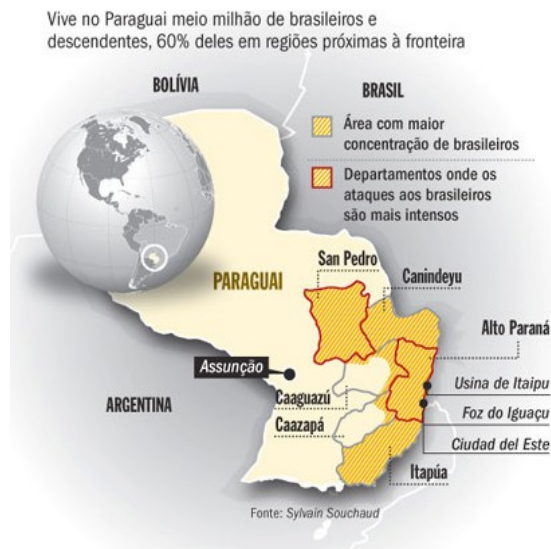 Vive no Paraguai meio milhão de brasileiros e
descendentes, 60% deles em regiões próximas à fronteira
BOLÍVIA
BRASIL
Área com maior
concentração de brasileiros
Departamentos onde os
ataques aos brasileiros
são mais intensos
San Pedro
PARAGUAI
Canindeyu
Alto Paraná
Assunção
Usina de Itaipu
Caaguazú
ARGENTINA
Foz do Iguaçu
Caazapá
Ciudad del Este
Itapúa
Fonte: Sylvain Souchaud